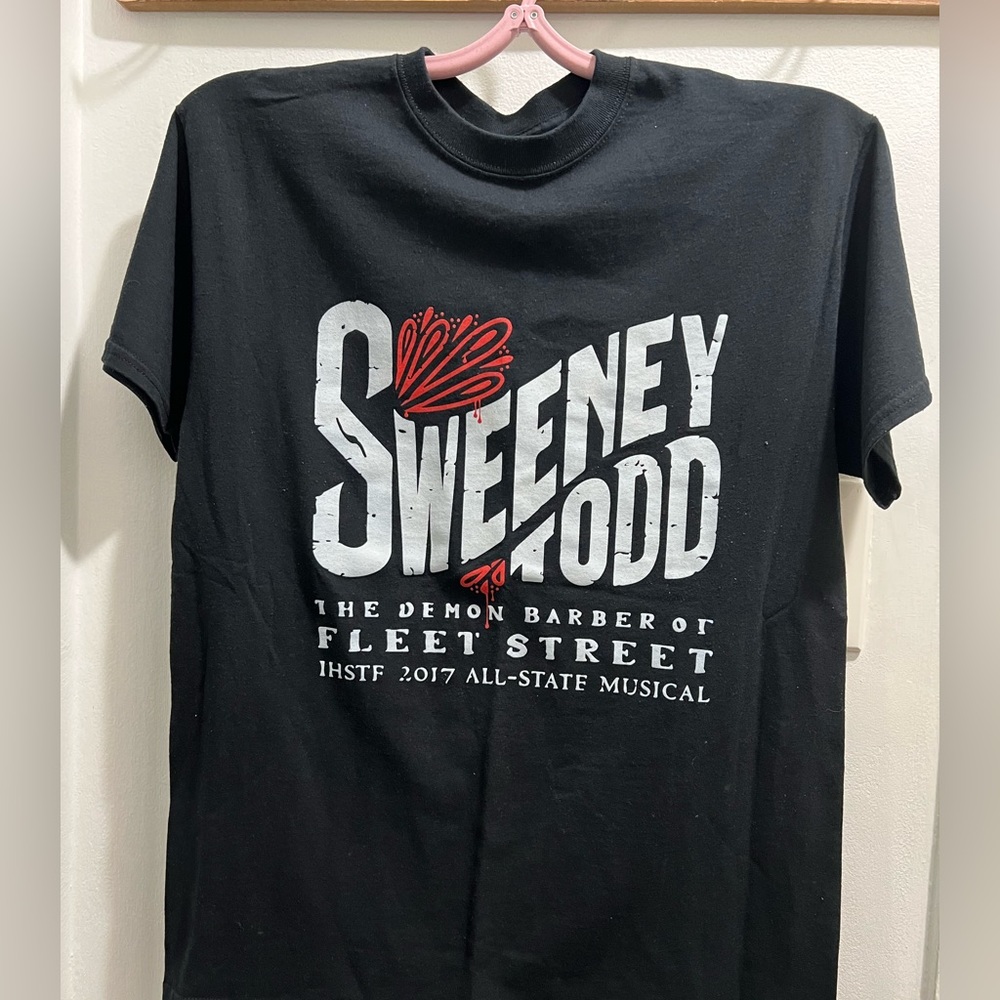 SWEENEY
TODD
THE DEMON BARBER OF
FLEET STREET
IHSTF 2017 ALL-STATE MUSICAL